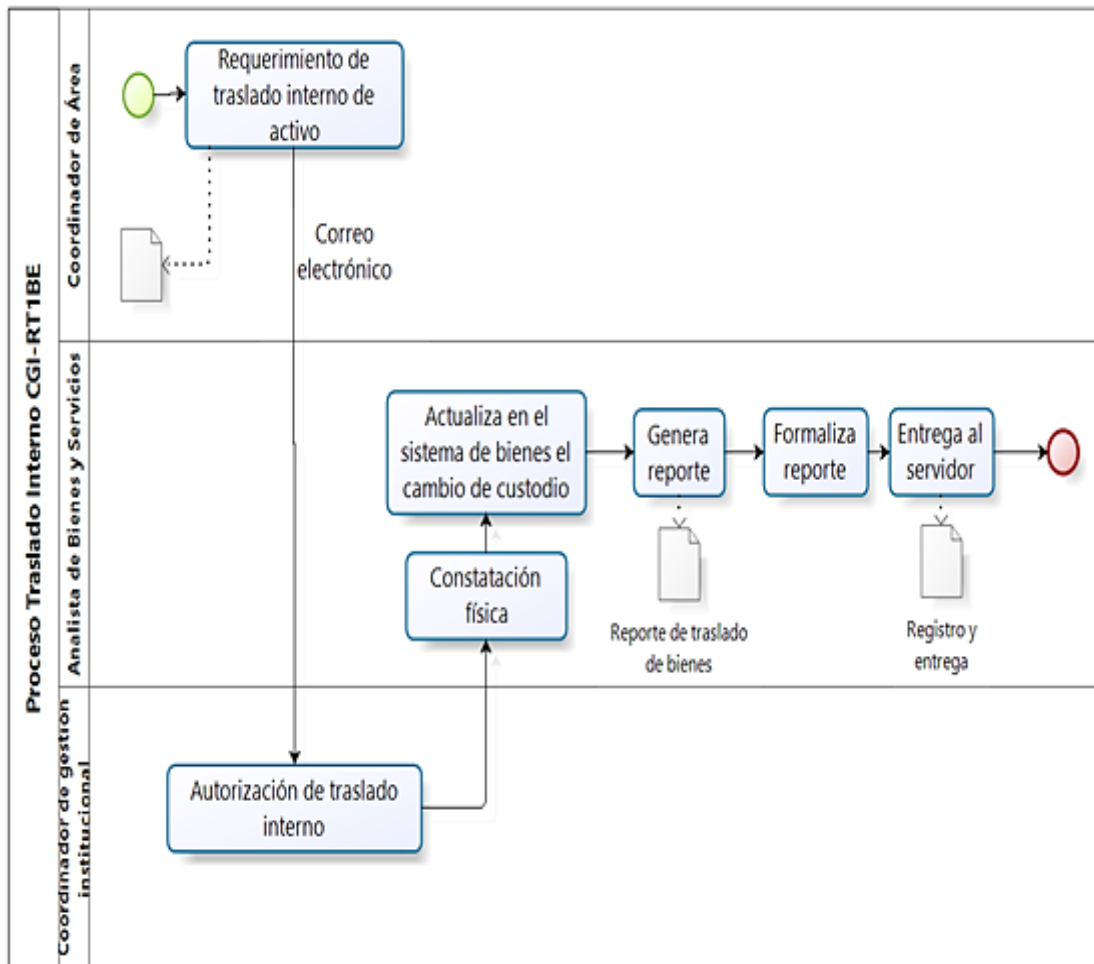 Proceso Traslado Interno CGI-RT1BE
Coordinador de Área
Requerimiento de
traslado interno de
activo
Correo
electrónico
Analista de Bienes y Servicios
Actualiza en el
sistema de bienes el
cambio de custodio
Genera
reporte
Formaliza
reporte
Entrega al
servidor
Constatación
física
Reporte de traslado
de bienes
Registro y
entrega
Coordinador de gestión
institucional
Autorización de traslado
interno